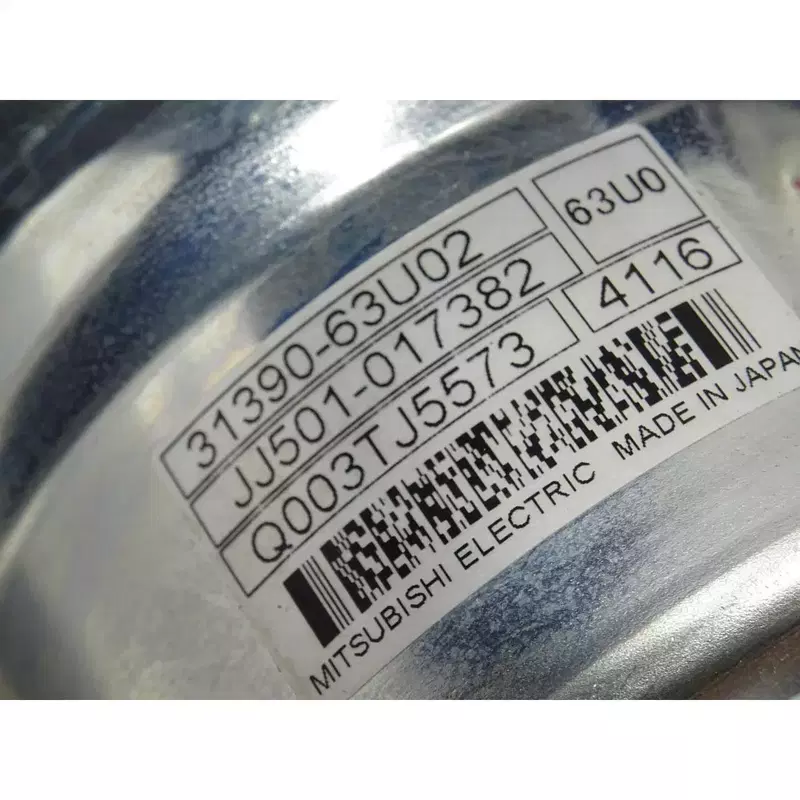 31390-63U02
63U0
JJ501-017382
Q003TJ5573
4116
MITSUBISHI ELECTRIC MADE IN JAPAN